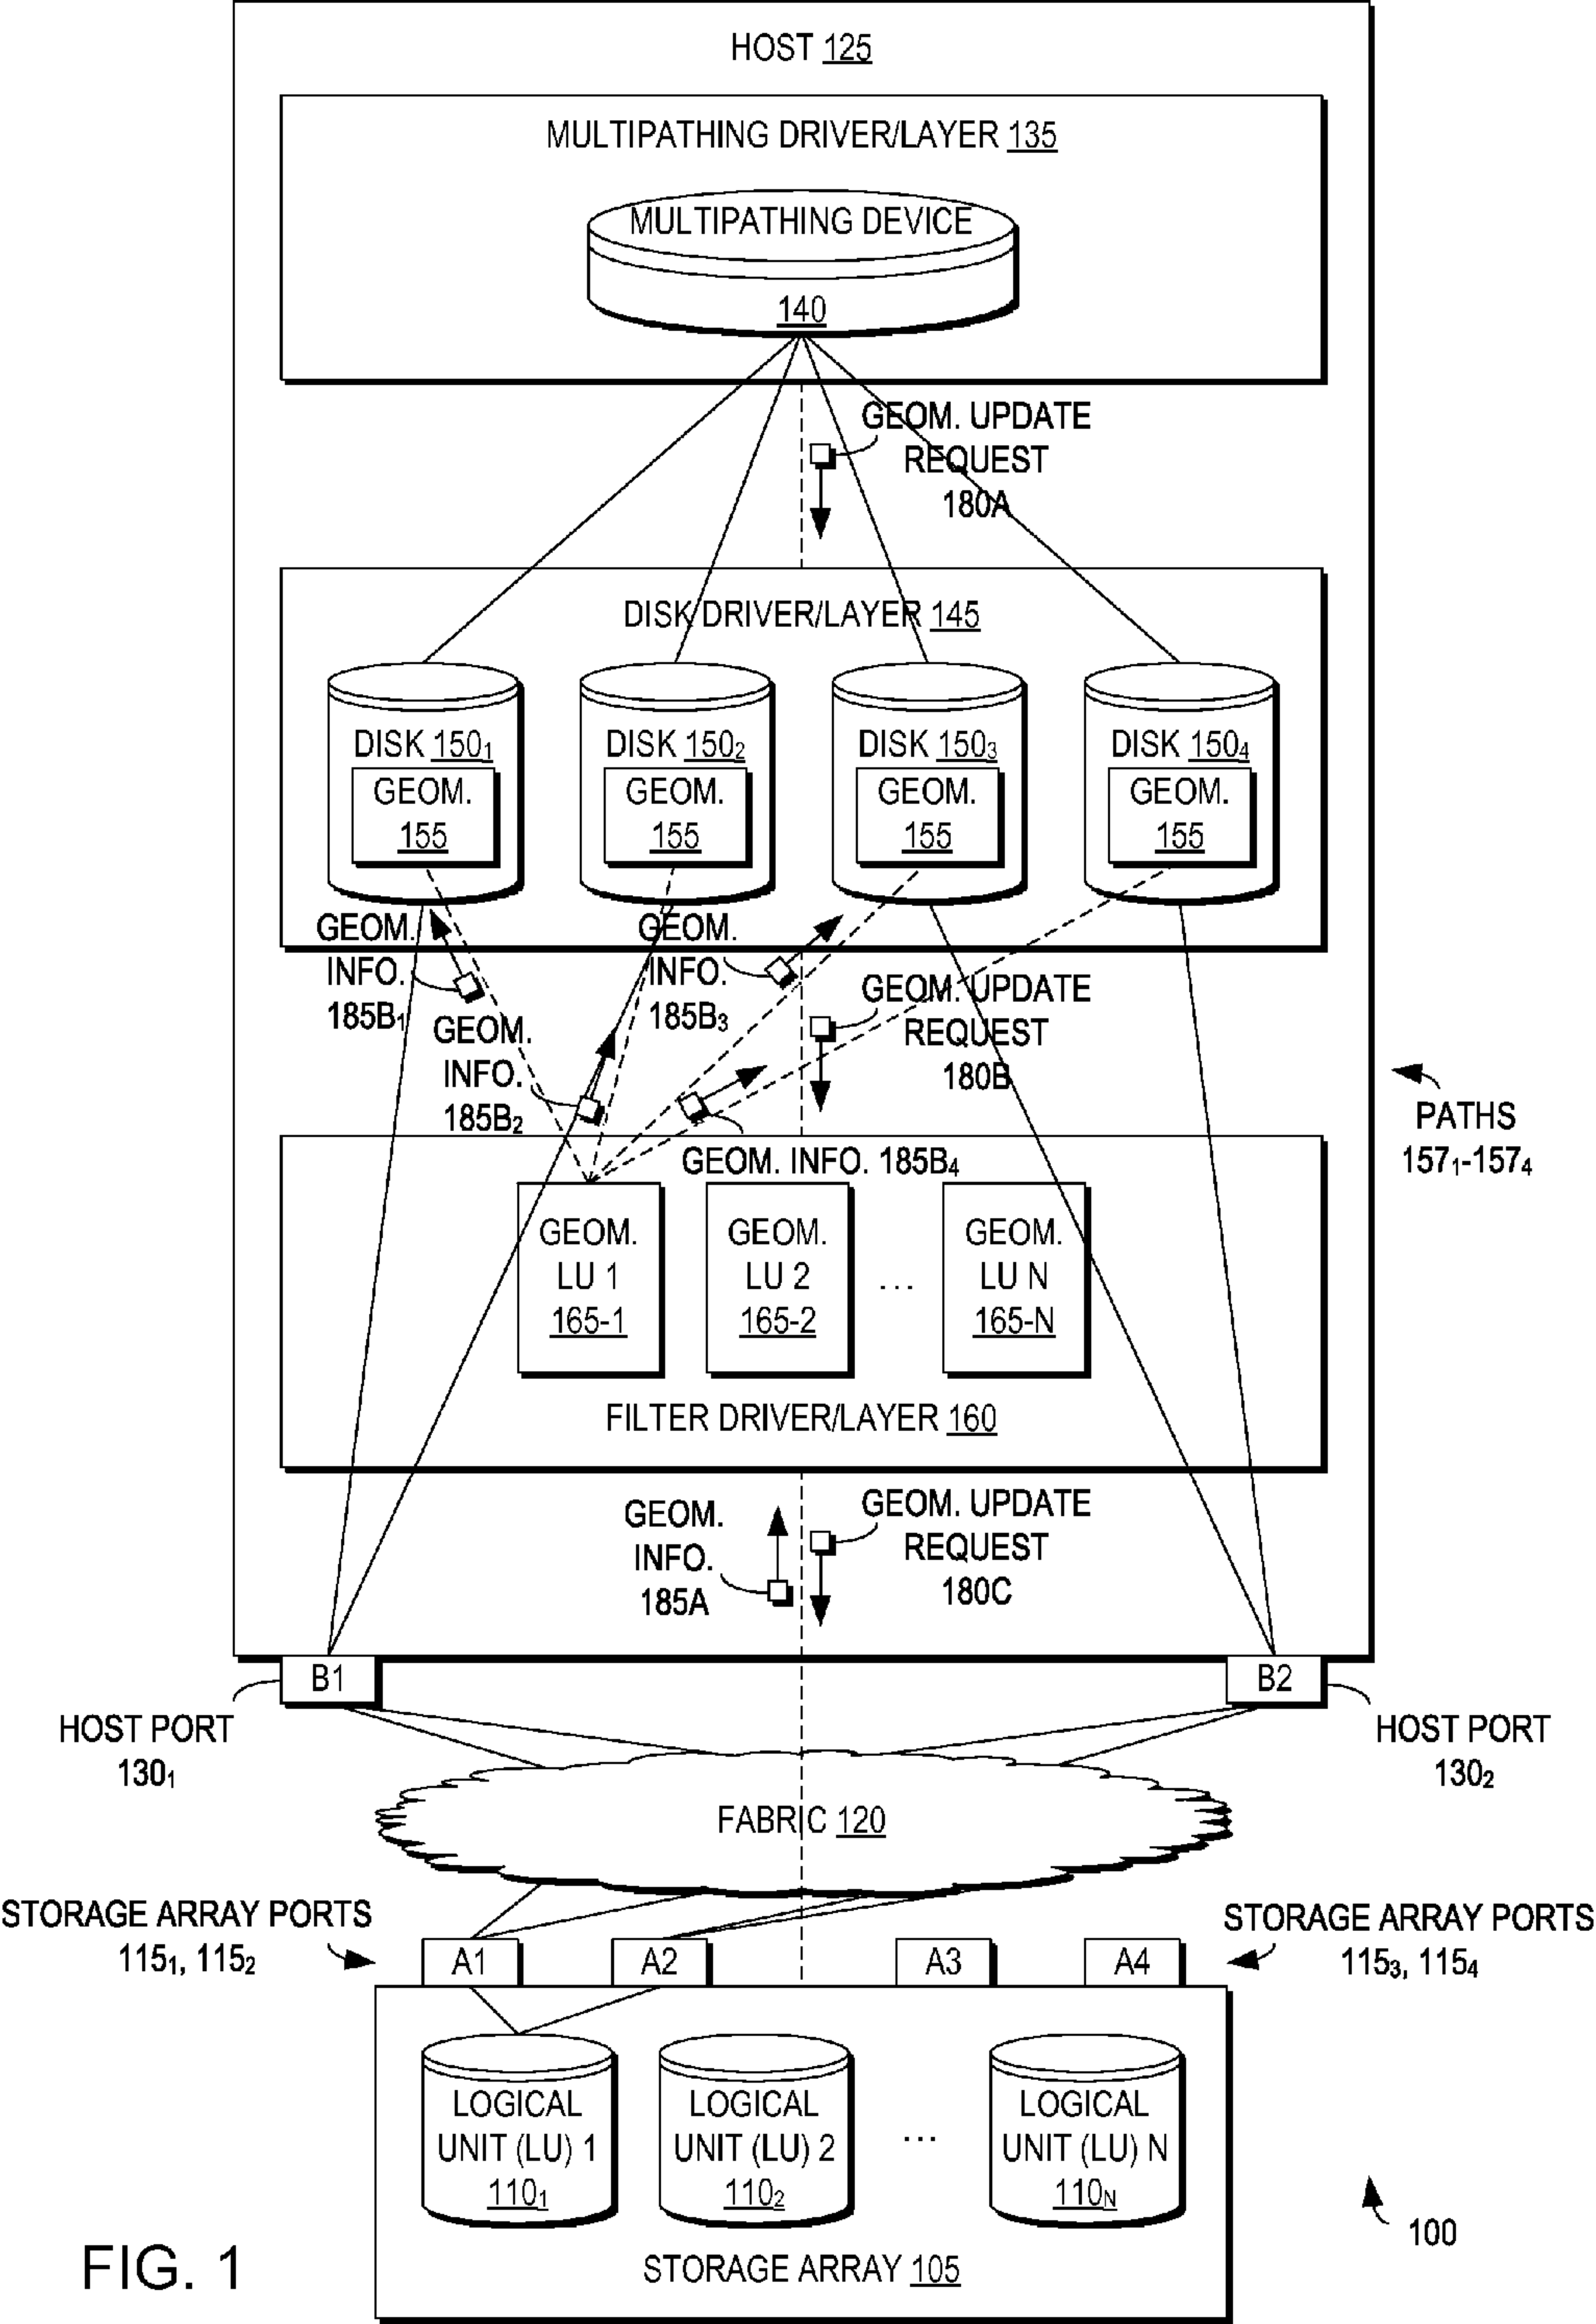 HOST 125
MULTIPATHING DRIVER/LAYER 135
MULTIPATHING DEVICE
140
GEOM. UPDATE
REQUEST
180A
DISK DRIVER/LAYER 145
DISK 150₁
GEOM.
155
DISK 150₂
GEOM.
155
DISK 150₃
GEOM.
155
DISK 150₄
GEOM.
155
GEOM.
INFO.
185B₁
GEOM.
INFO.
185B₂
GEOM.
INFO.
185B₃
GEOM. UPDATE
REQUEST
180B
PATHS
157₁-157₄
GEOM. INFO. 185B₄
GEOM.
LU 1
165-1
GEOM.
LU 2
165-2
...
GEOM.
LU N
165-N
FILTER DRIVER/LAYER 160
GEOM.
INFO.
185A
GEOM. UPDATE
REQUEST
180C
B1
B2
HOST PORT
130₁
HOST PORT
130₂
FABRIC 120
STORAGE ARRAY PORTS
115₁, 115₂
STORAGE ARRAY PORTS
115₃, 115₄
A1
A2
A3
A4
LOGICAL
UNIT (LU) 1
110₁
LOGICAL
UNIT (LU) 2
110₂
...
LOGICAL
UNIT (LU) N
110N
STORAGE ARRAY 105
100
FIG. 1